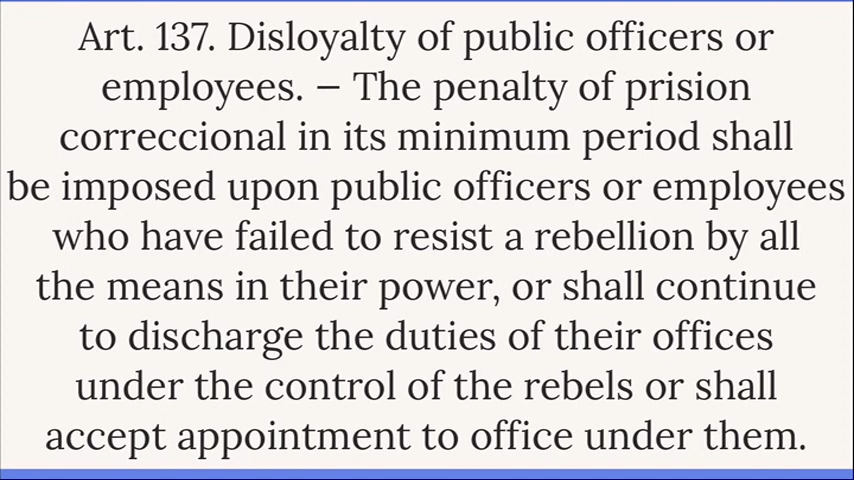 Art. 137. Disloyalty of public officers or
employees. — The penalty of prision
correccional in its minimum period shall
be imposed upon public officers or employees
who have failed to resist a rebellion by all
the means in their power, or shall continue
to discharge the duties of their offices
under the control of the rebels or shall
accept appointment to office under them.